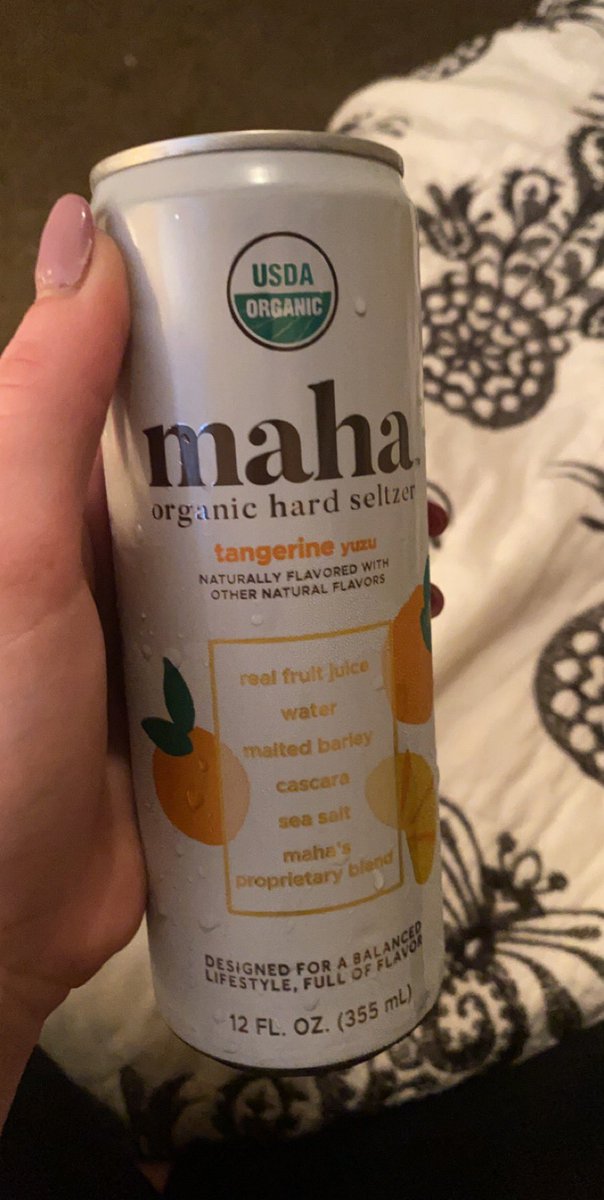 USDA
ORGANIC
maha™
organic hard seltzer
tangerine yuzu
NATURALLY FLAVORED WITH
OTHER NATURAL FLAVORS
real fruit juice
water
malted barley
cascara
sea salt
maha's
proprietary blend
DESIGNED FOR A BALANCED
LIFESTYLE, FULL OF FLAVOR
12 FL. OZ. (355 mL)